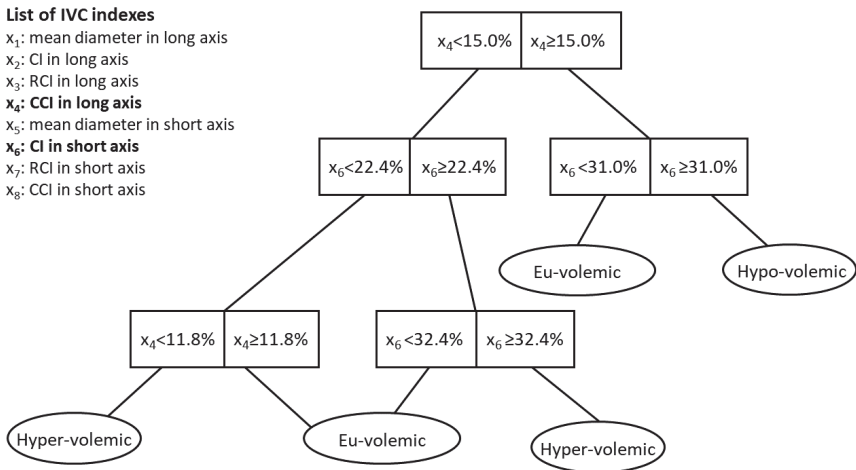 List of IVC indexes
x₁: mean diameter in long axis
x₂: CI in long axis
x₃: RCI in long axis
x₄: CCI in long axis
x₅: mean diameter in short axis
x₆: CI in short axis
x₇: RCI in short axis
x₈: CCI in short axis
x₄<15.0% x₄≥15.0%
x₆<22.4% x₆≥22.4%
x₆<31.0% x₆≥31.0%
Eu-volemic
Hypo-volemic
x₄<11.8% x₄≥11.8%
x₆<32.4% x₆≥32.4%
Hyper-volemic
Eu-volemic
Hyper-volemic